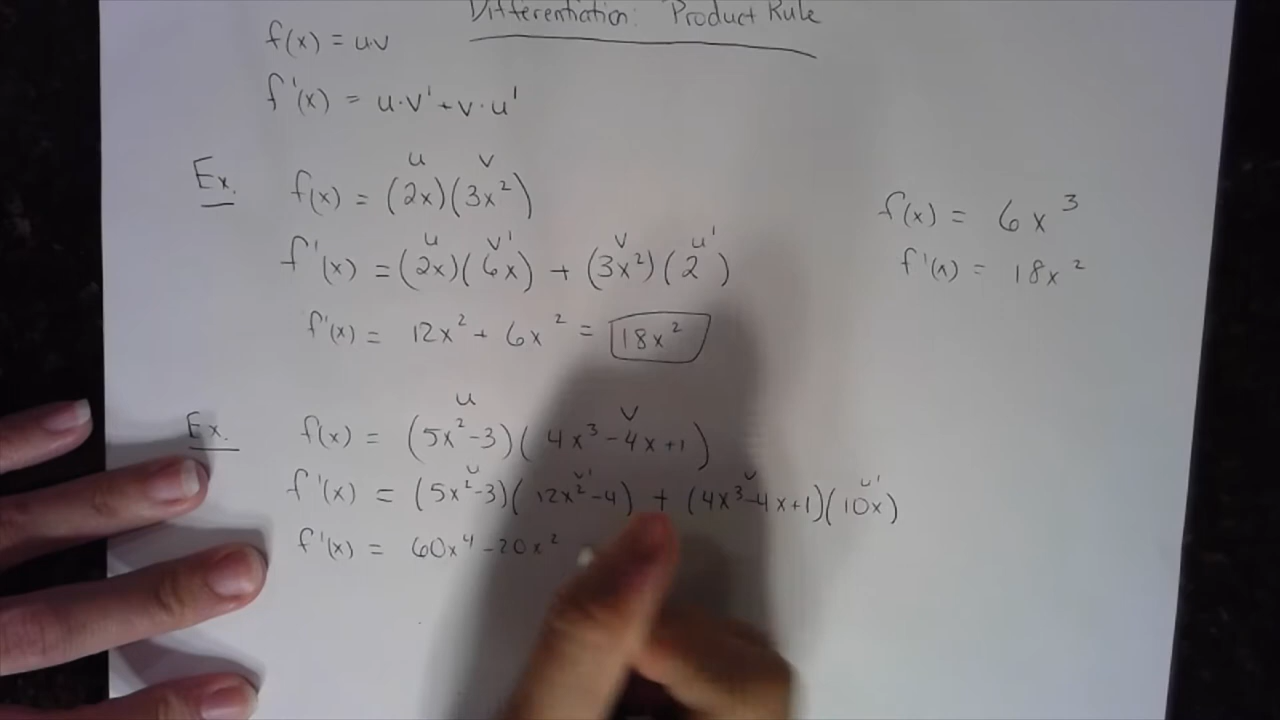 Differentiation: Product Rule
f(x) = u·v
f'(x) = u·v' + v·u'
u v
Ex. f(x) = (2x)(3x²)
u v' v u'
f'(x) = (2x)(6x) + (3x²)(2)
f'(x) = 12x² + 6x² = 18x²
f(x) = 6x³
f'(x) = 18x²
u v
Ex. f(x) = (5x²-3)(4x³-4x+1)
u v' v u'
f'(x) = (5x²-3)(12x²-4) + (4x³-4x+1)(10x)
f'(x) = 60x⁴ -20x²